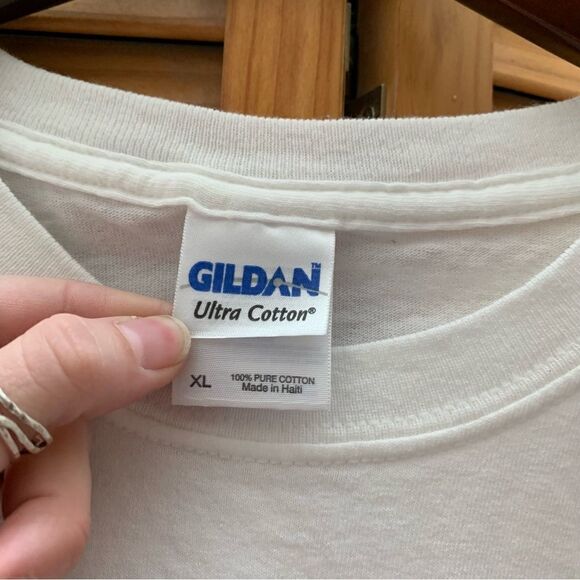 GILDAN™
Ultra Cotton®
XL
100% PURE COTTON
Made in Haiti